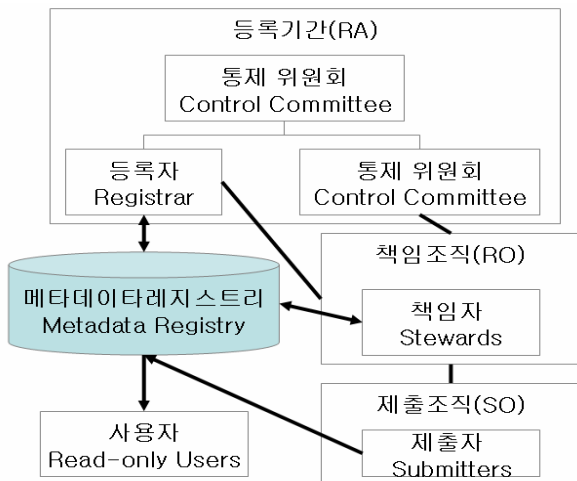 등록기간(RA)
통제 위원회
Control Committee
등록자
Registrar
통제 위원회
Control Committee
책임조직(RO)
메타데이타레지스트리
Metadata Registry
책임자
Stewards
제출조직(SO)
사용자
Read-only Users
제출자
Submitters